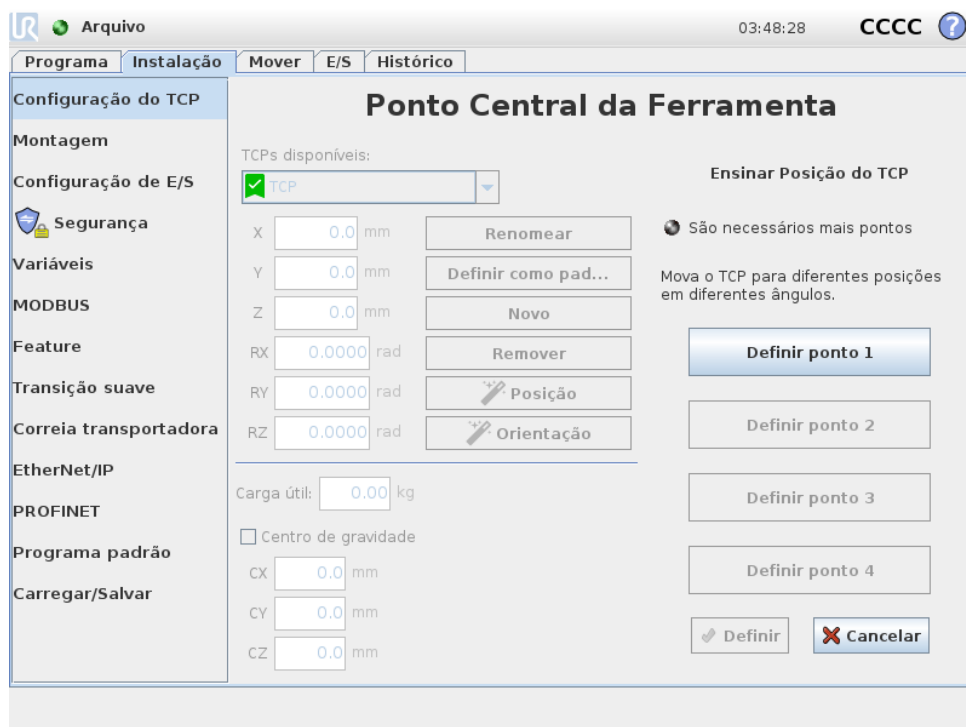 UR Arquivo 03:48:28 CCCC ?
Programa Instalação Mover E/S Histórico
Configuração do TCP
Montagem
Configuração de E/S
Segurança
Variáveis
MODBUS
Feature
Transição suave
Correia transportadora
EtherNet/IP
PROFINET
Programa padrão
Carregar/Salvar
Ponto Central da Ferramenta
TCPs disponíveis:
TCP
X 0.0 mm Renomear
Y 0.0 mm Definir como pad...
Z 0.0 mm Novo
RX 0.0000 rad Remover
RY 0.0000 rad Posição
RZ 0.0000 rad Orientação
Carga útil: 0.00 kg
Centro de gravidade
CX 0.0 mm
CY 0.0 mm
CZ 0.0 mm
Ensinar Posição do TCP
São necessários mais pontos
Mova o TCP para diferentes posições
em diferentes ângulos.
Definir ponto 1
Definir ponto 2
Definir ponto 3
Definir ponto 4
Definir Cancelar